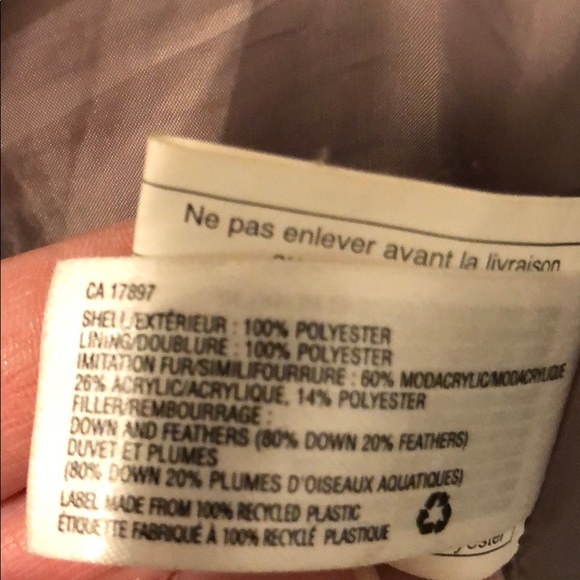 Ne pas enlever avant la livraison
CA 17897
SHELL/EXTÉRIEUR : 100% POLYESTER
LINING/DOUBLURE : 100% POLYESTER
IMITATION FUR/SIMILIFOURRURE : 60% MODACRYLIC/MODACRYLIQUE
26% ACRYLIC/ACRYLIQUE, 14% POLYESTER
FILLER/REMBOURRAGE :
DOWN AND FEATHERS (80% DOWN 20% FEATHERS)
DUVET ET PLUMES
(80% DOWN 20% PLUMES D'OISEAUX AQUATIQUES)
LABEL MADE FROM 100% RECYCLED PLASTIC
ÉTIQUETTE FABRIQUÉ À 100% RECYCLÉ PLASTIQUE